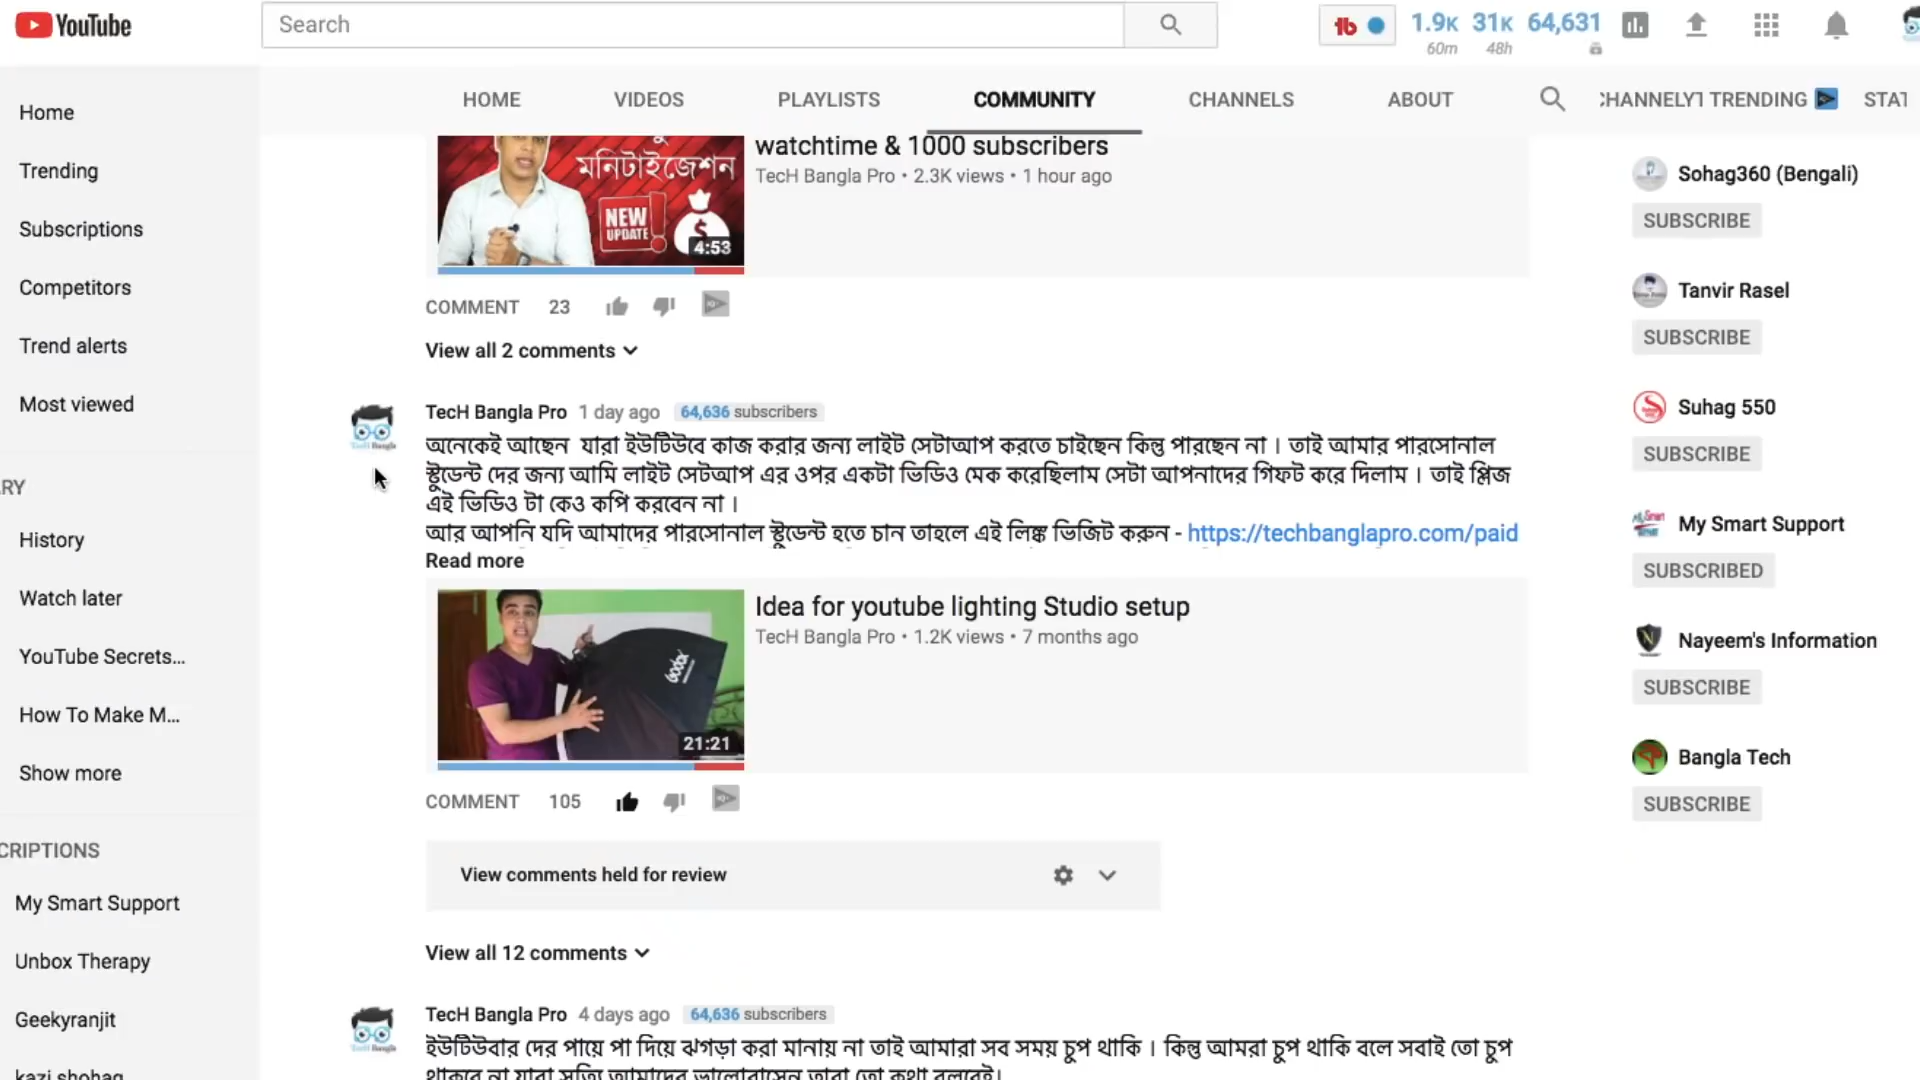 YouTube
Search
1.9K 31K 64,631
60m 48h
HOME VIDEOS PLAYLISTS COMMUNITY CHANNELS ABOUT
TRENDING
Home
Trending
Subscriptions
Competitors
Trend alerts
Most viewed
History
Watch later
YouTube Secrets...
How To Make M...
Show more
My Smart Support
Unbox Therapy
Geekyranjit
মনিটাইজেশন
NEW
UPDATE
4:53
watchtime & 1000 subscribers
TecH Bangla Pro • 2.3K views • 1 hour ago
COMMENT 23
View all 2 comments
TecH Bangla Pro 1 day ago 64,636 subscribers
অনেকেই আছেন যারা ইউটিউবে কাজ করার জন্য লাইট সেটাআপ করতে চাইছেন কিন্তু পারছেন না । তাই আমার পারসোনাল
স্টুডেন্ট দের জন্য আমি লাইট সেটআপ এর ওপর একটা ভিডিও মেক করেছিলাম সেটা আপনাদের গিফট করে দিলাম । তাই প্লিজ
এই ভিডিও টা কেও কপি করবেন না ।
আর আপনি যদি আমাদের পারসোনাল স্টুডেন্ট হতে চান তাহলে এই লিঙ্ক ভিজিট করুন - https://techbanglapro.com/paid
Read more
Godox
21:21
Idea for youtube lighting Studio setup
TecH Bangla Pro • 1.2K views • 7 months ago
COMMENT 105
View comments held for review
View all 12 comments
TecH Bangla Pro 4 days ago 64,636 subscribers
ইউটিউবার দের পায়ে পা দিয়ে ঝগড়া করা মানায় না তাই আমারা সব সময় চুপ থাকি । কিন্তু আমরা চুপ থাকি বলে সবাই তো চুপ
থাকবে না যারা সত্যি আমাদের ভালোবাসেন তারা তো কথা বলবেই।
Sohag360 (Bengali)
SUBSCRIBE
Tanvir Rasel
SUBSCRIBE
Suhag 550
SUBSCRIBE
My Smart Support
SUBSCRIBED
Nayeem's Information
SUBSCRIBE
Bangla Tech
SUBSCRIBE